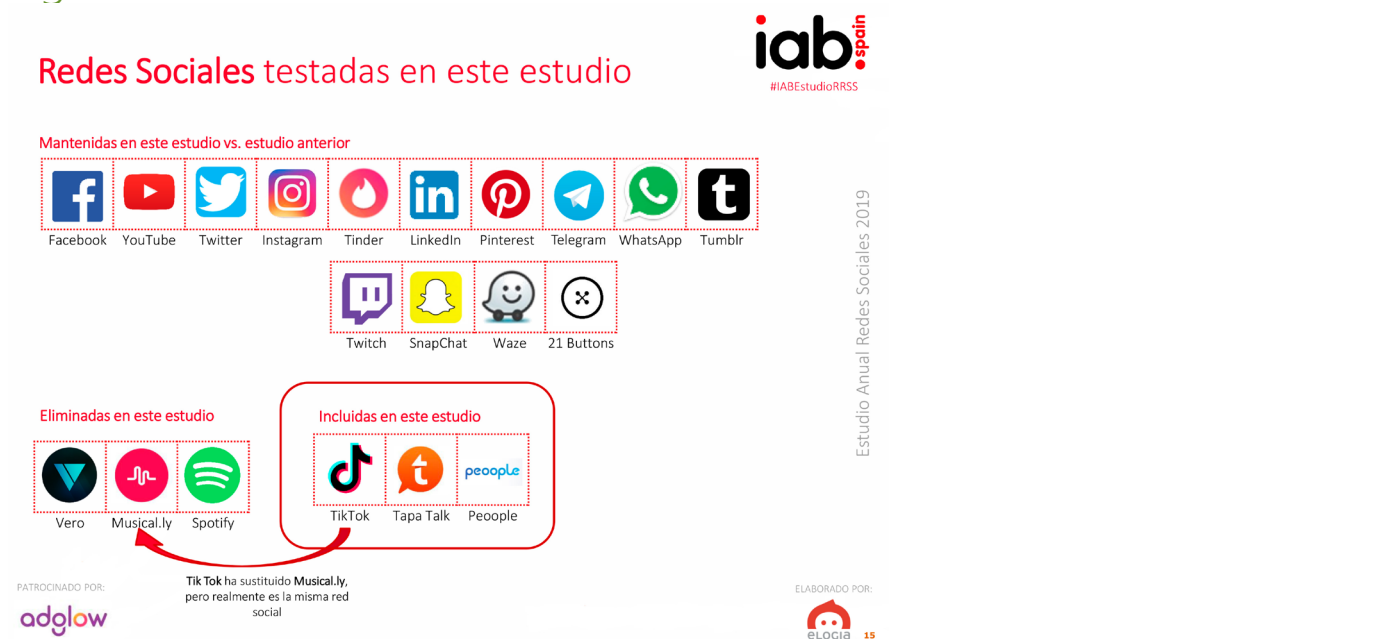 Redes Sociales testadas en este estudio
iab spain
#IABEstudioRRSS
Mantenidas en este estudio vs. estudio anterior
Facebook YouTube Twitter Instagram Tinder LinkedIn Pinterest Telegram WhatsApp Tumblr
Twitch SnapChat Waze 21 Buttons
Estudio Anual Redes Sociales 2019
Eliminadas en este estudio
Incluidas en este estudio
peoople
Vero Musical.ly Spotify
TikTok Tapa Talk Peoople
Tik Tok ha sustituido Musical.ly,
pero realmente es la misma red
social
PATROCINADO POR:
adglow
ELABORADO POR:
eLOGIA 15